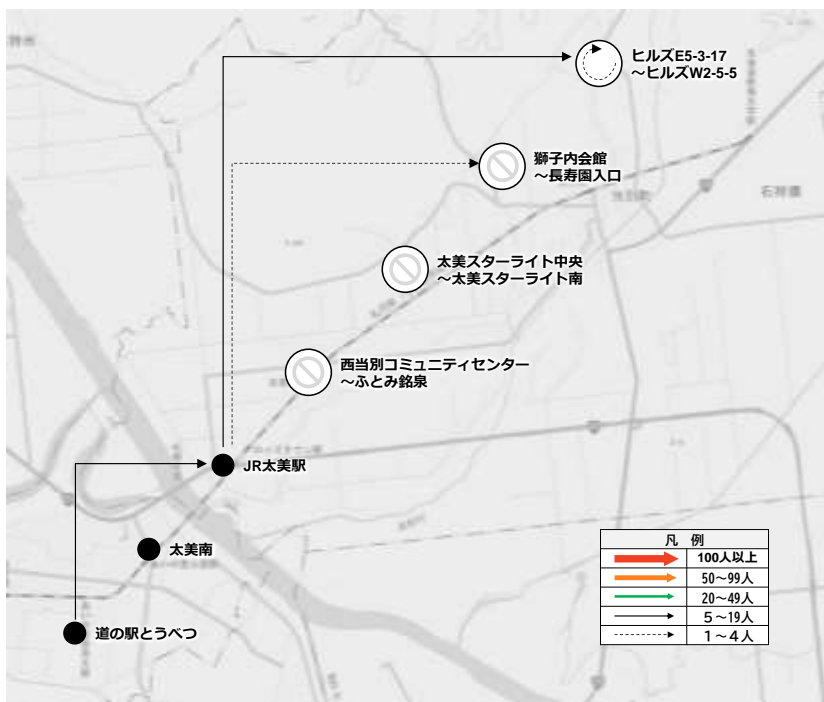 ヒルズE5-3-17
~ヒルズW2-5-5
獅子内会館
~長寿園入口
太美スターライト中央
~太美スターライト南
西当別コミュニティセンター
~ふとみ銘泉
JR太美駅
太美南
道の駅とうべつ
凡 例
100人以上
50~99人
20~49人
5~19人
1~4人